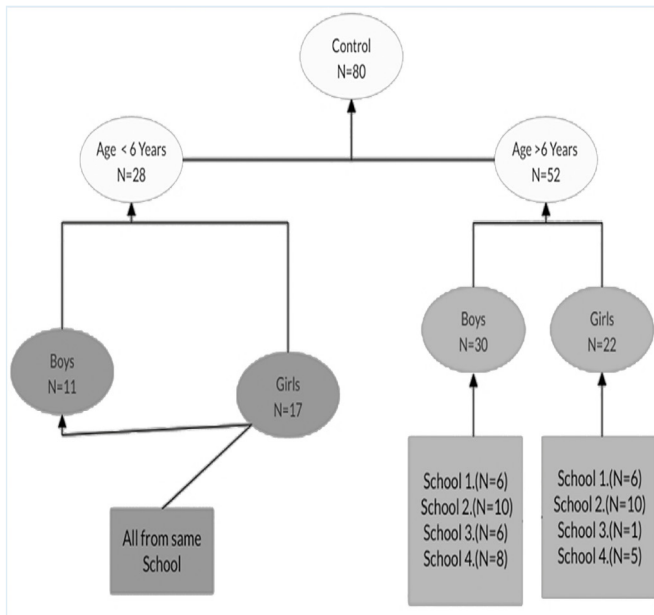 Control
N=80
Age < 6 Years
N=28
Age >6 Years
N=52
Boys
N=11
Girls
N=17
Boys
N=30
Girls
N=22
All from same
School
School 1.(N=6)
School 2.(N=10)
School 3.(N=6)
School 4.(N=8)
School 1.(N=6)
School 2.(N=10)
School 3.(N=1)
School 4.(N=5)